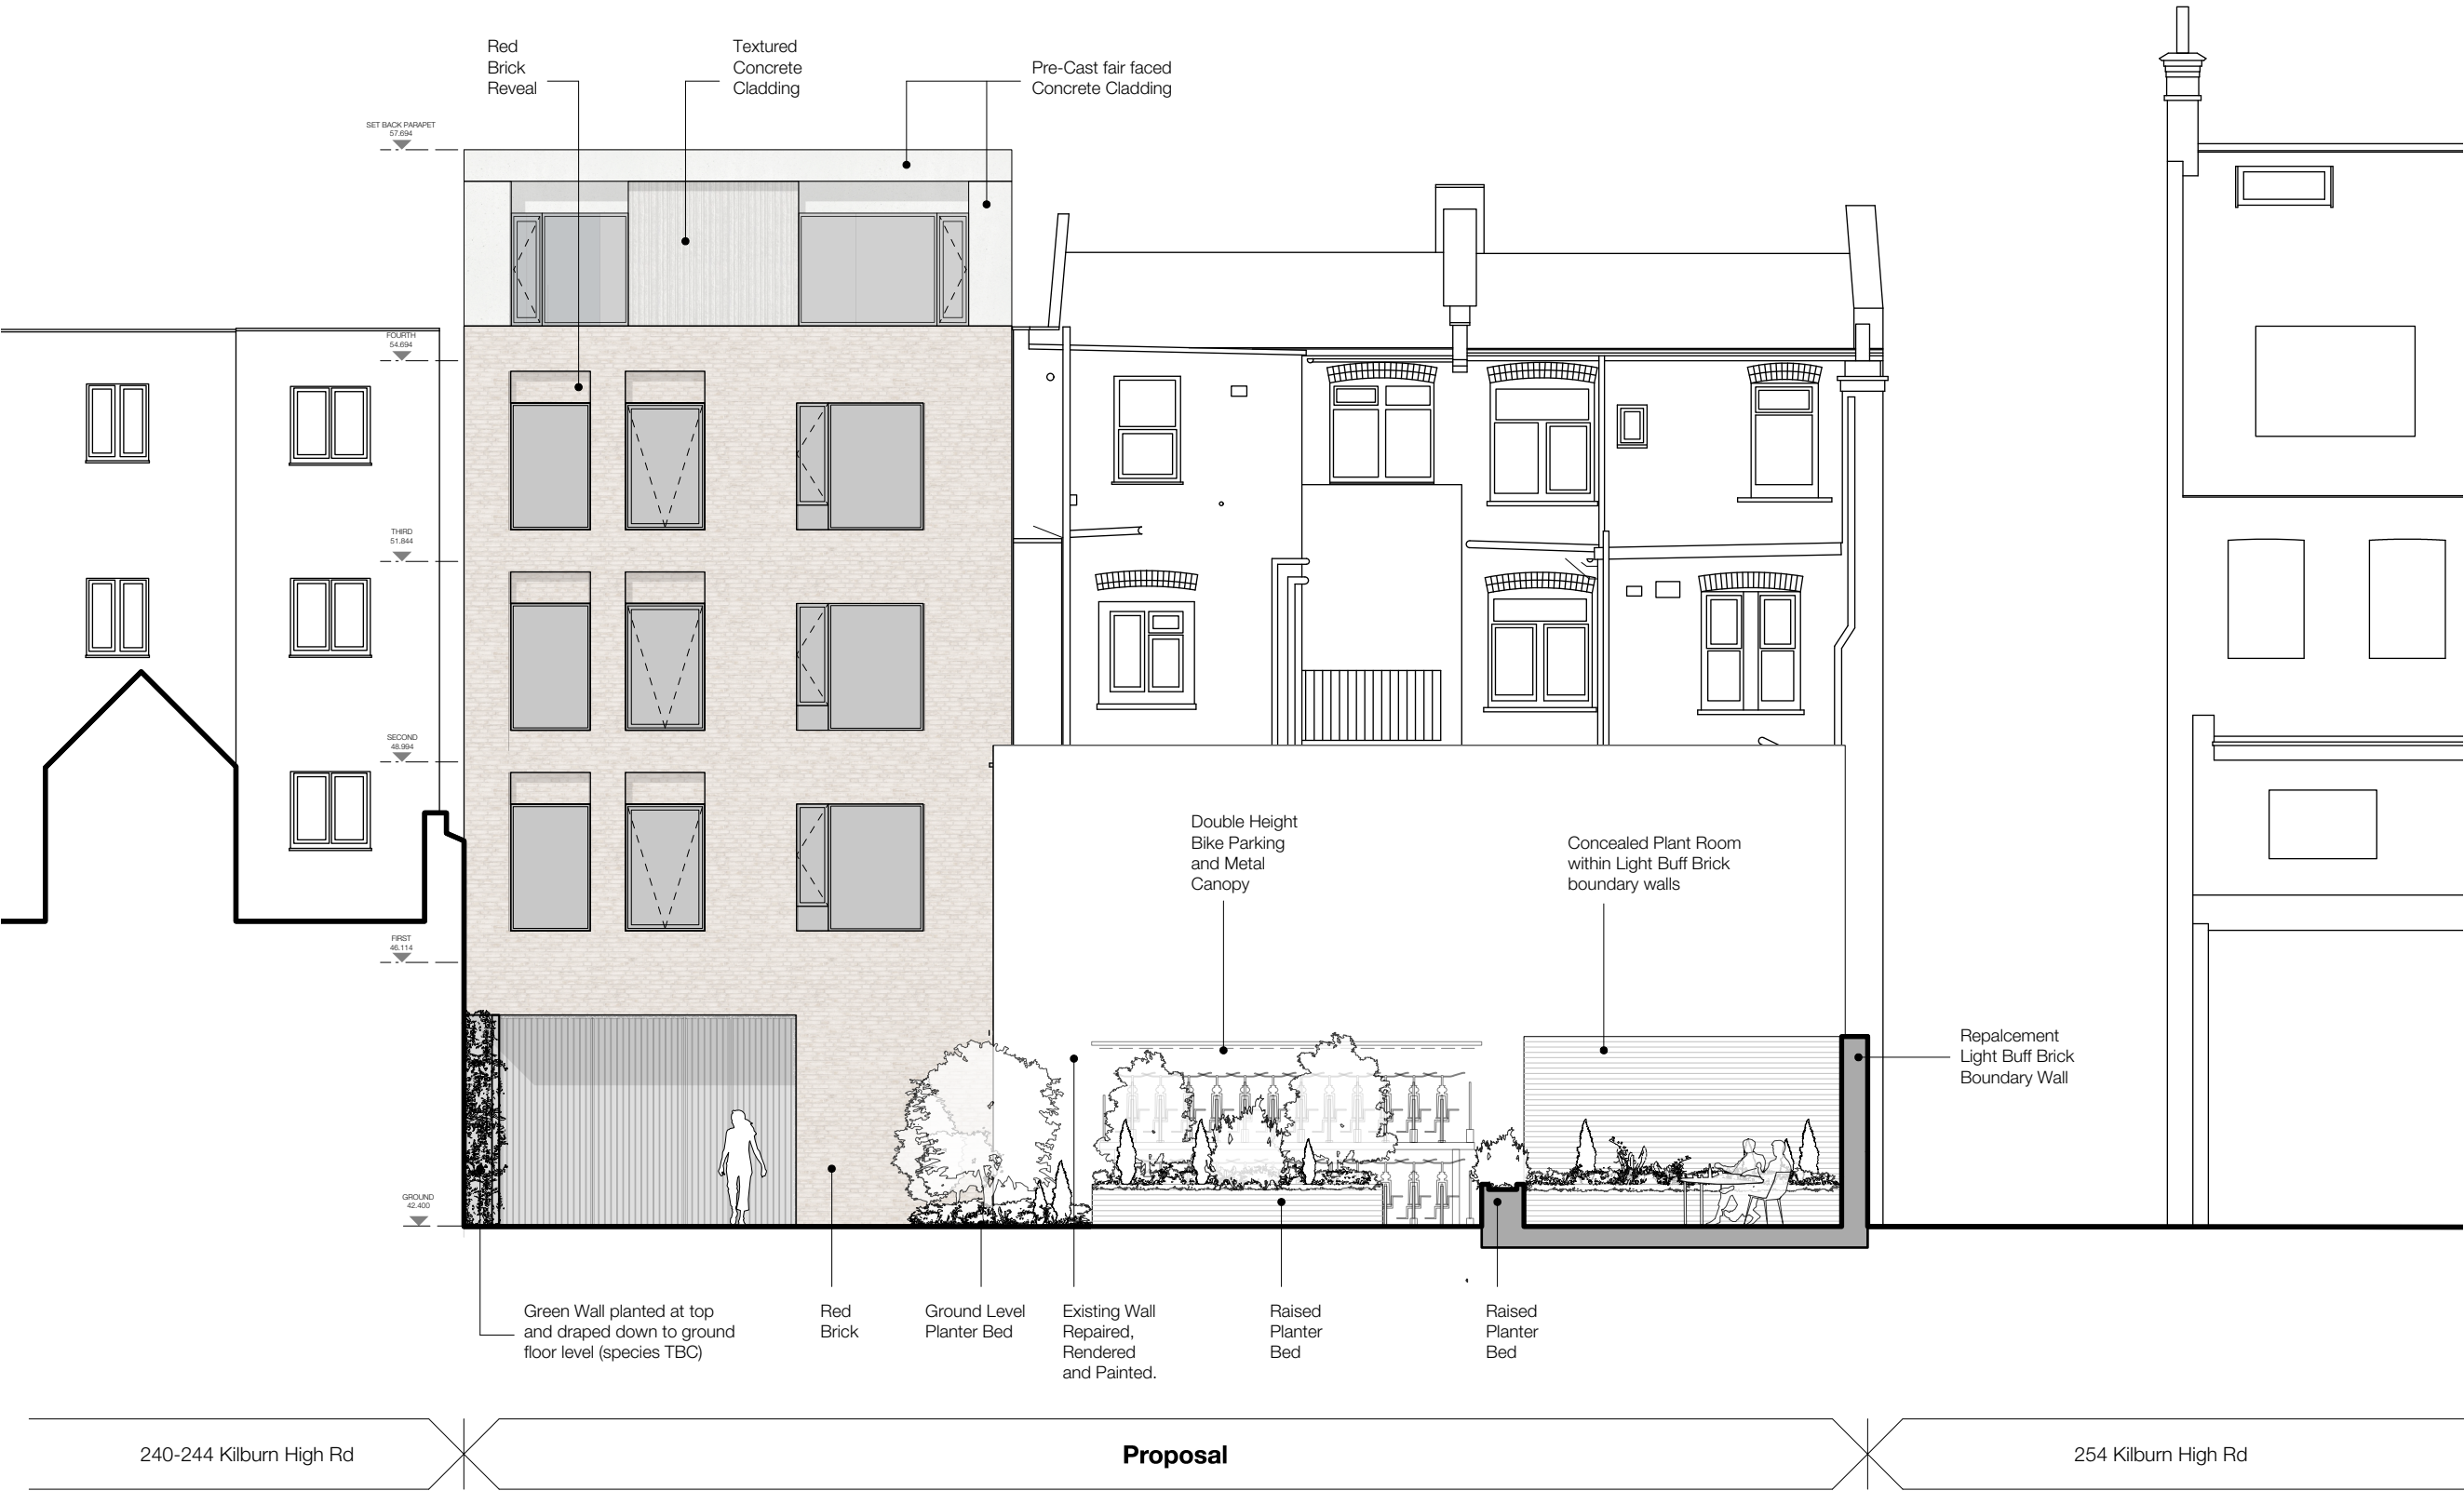 Red
Brick
Reveal
Textured
Concrete
Cladding
Pre-Cast fair faced
Concrete Cladding
SET BACK PARAPET
57.694
FOURTH
54.694
THIRD
51.844
SECOND
48.994
FIRST
46.114
GROUND
42.400
Double Height
Bike Parking
and Metal
Canopy
Concealed Plant Room
within Light Buff Brick
boundary walls
Repalcement
Light Buff Brick
Boundary Wall
Green Wall planted at top
and draped down to ground
floor level (species TBC)
Red
Brick
Ground Level
Planter Bed
Existing Wall
Repaired,
Rendered
and Painted.
Raised
Planter
Bed
Raised
Planter
Bed
240-244 Kilburn High Rd
Proposal
254 Kilburn High Rd